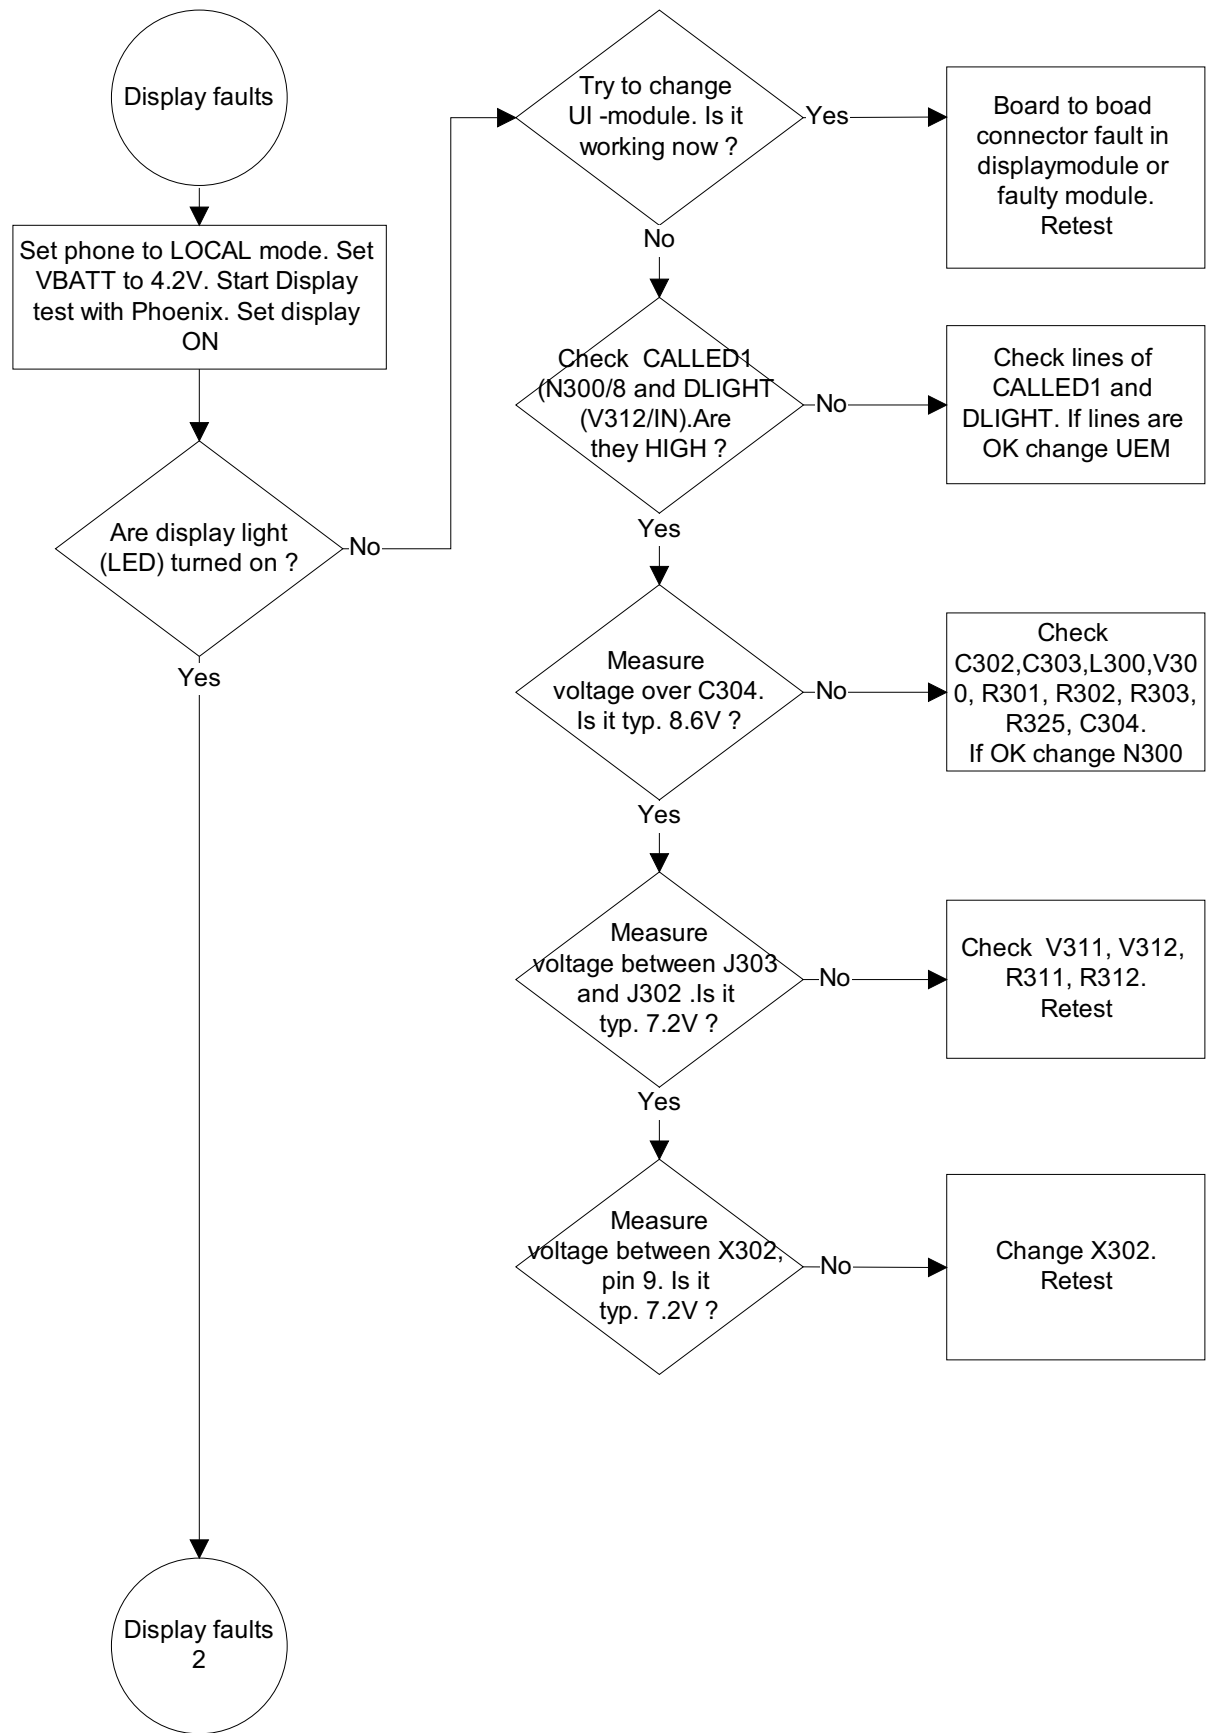 Display faults
Set phone to LOCAL mode. Set
VBATT to 4.2V. Start Display
test with Phoenix. Set display
ON
Are display light
(LED) turned on ?
No
Yes
Display faults
2
Try to change
UI -module. Is it
working now ?
Yes
Board to boad
connector fault in
displaymodule or
faulty module.
Retest
No
Check CALLED1
(N300/8 and DLIGHT
(V312/IN).Are
they HIGH ?
No
Check lines of
CALLED1 and
DLIGHT. If lines are
OK change UEM
Yes
Measure
voltage over C304.
Is it typ. 8.6V ?
No
Check
C302,C303,L300,V30
0, R301, R302, R303,
R325, C304.
If OK change N300
Yes
Measure
voltage between J303
and J302 .Is it
typ. 7.2V ?
No
Check V311, V312,
R311, R312.
Retest
Yes
Measure
voltage between X302,
pin 9. Is it
typ. 7.2V ?
No
Change X302.
Retest